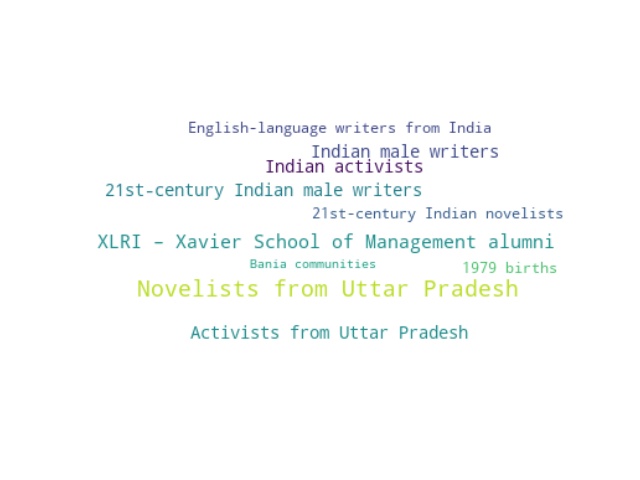 English-language writers from India
Indian male writers
Indian activists
21st-century Indian male writers
21st-century Indian novelists
XLRI – Xavier School of Management alumni
Bania communities
1979 births
Novelists from Uttar Pradesh
Activists from Uttar Pradesh